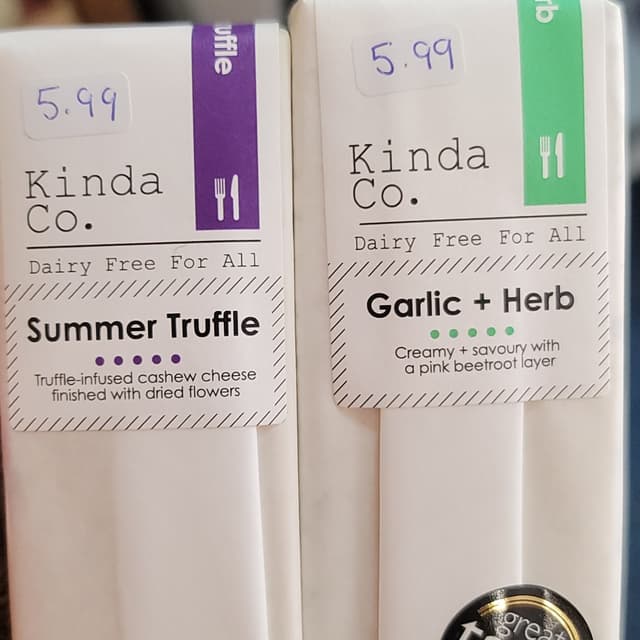 uffle
5.99
Kinda
Co.
Dairy Free For All
Summer Truffle
Truffle-infused cashew cheese
finished with dried flowers
rb
5.99
Kinda
Co.
Dairy Free For All
Garlic + Herb
Creamy + savoury with
a pink beetroot layer
great